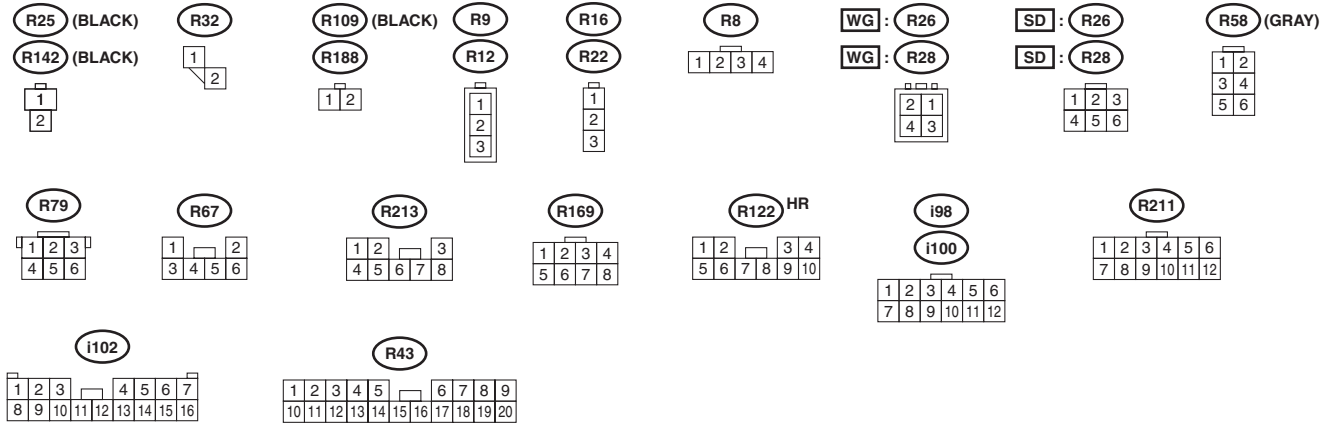 R25 (BLACK) R32 R109 (BLACK) R9 R16 R8 WG : R26 SD : R26 R58 (GRAY)
R142 (BLACK) R188 R12 R22 WG : R28 SD : R28
1
2
1
2
1 2
1
2
3
1
2
3
1 2 3 4
2 1
4 3
1 2 3
4 5 6
1 2
3 4
5 6
R79 R67 R213 R169 R122 HR i98 R211
i100
1 2 3
4 5 6
1 2
3 4 5 6
1 2 3
4 5 6 7 8
1 2 3 4
5 6 7 8
1 2 3 4
5 6 7 8 9 10
1 2 3 4 5 6
7 8 9 10 11 12
1 2 3 4 5 6
7 8 9 10 11 12
i102 R43
1 2 3 4 5 6 7
8 9 10 11 12 13 14 15 16
1 2 3 4 5 6 7 8 9
10 11 12 13 14 15 16 17 18 19 20